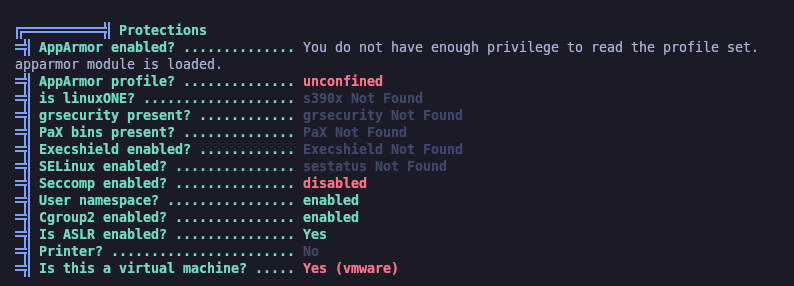 ╔══════════╣ Protections
═╣ AppArmor enabled? .............. You do not have enough privilege to read the profile set.
apparmor module is loaded.
═╣ AppArmor profile? .............. unconfined
═╣ is linuxONE? ................... s390x Not Found
═╣ grsecurity present? ............ grsecurity Not Found
═╣ PaX bins present? .............. PaX Not Found
═╣ Execshield enabled? ............ Execshield Not Found
═╣ SELinux enabled? ............... sestatus Not Found
═╣ Seccomp enabled? ............... disabled
═╣ User namespace? ................ enabled
═╣ Cgroup2 enabled? ............... enabled
═╣ Is ASLR enabled? ............... Yes
═╣ Printer? ....................... No
═╣ Is this a virtual machine? ..... Yes (vmware)